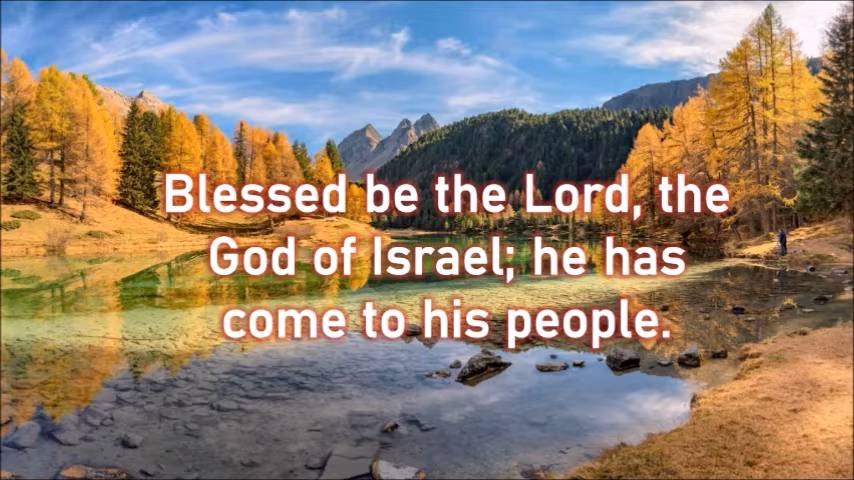 Blessed be the Lord, the
God of Israel; he has
come to his people.